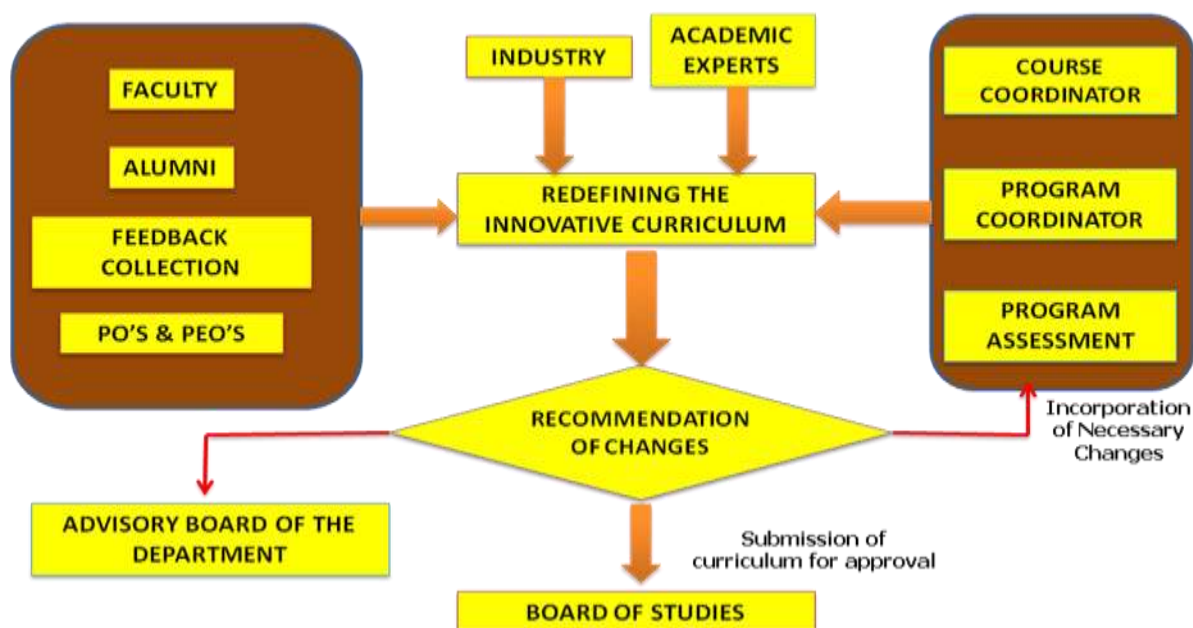 FACULTY
ALUMNI
FEEDBACK
COLLECTION
PO'S & PEO'S
INDUSTRY
ACADEMIC
EXPERTS
REDEFINING THE
INNOVATIVE CURRICULUM
COURSE
COORDINATOR
PROGRAM
COORDINATOR
PROGRAM
ASSESSMENT
RECOMMENDATION
OF CHANGES
Incorporation
of Necessary
Changes
ADVISORY BOARD OF THE
DEPARTMENT
Submission of
curriculum for approval
BOARD OF STUDIES